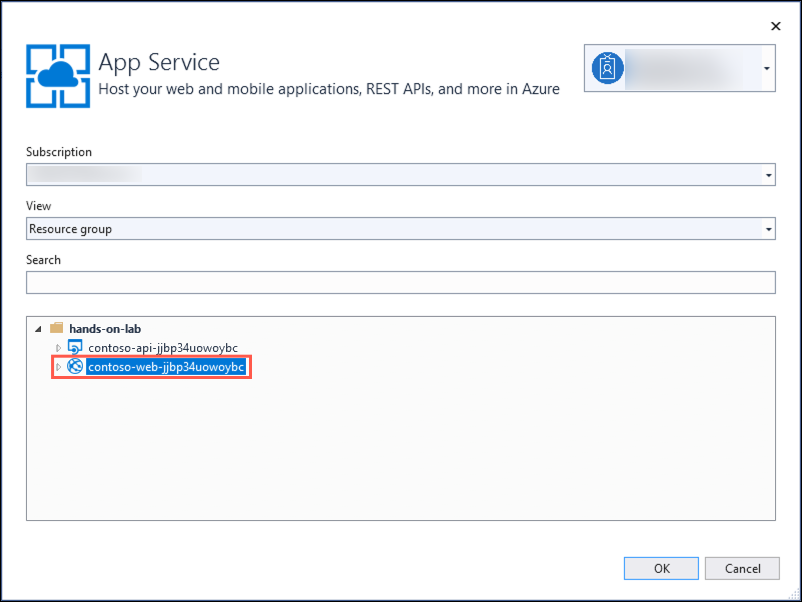 App Service
Host your web and mobile applications, REST APIs, and more in Azure
Subscription
View
Resource group
Search
hands-on-lab
contoso-api-jjbp34uowoybc
contoso-web-jjbp34uowoybc
OK
Cancel